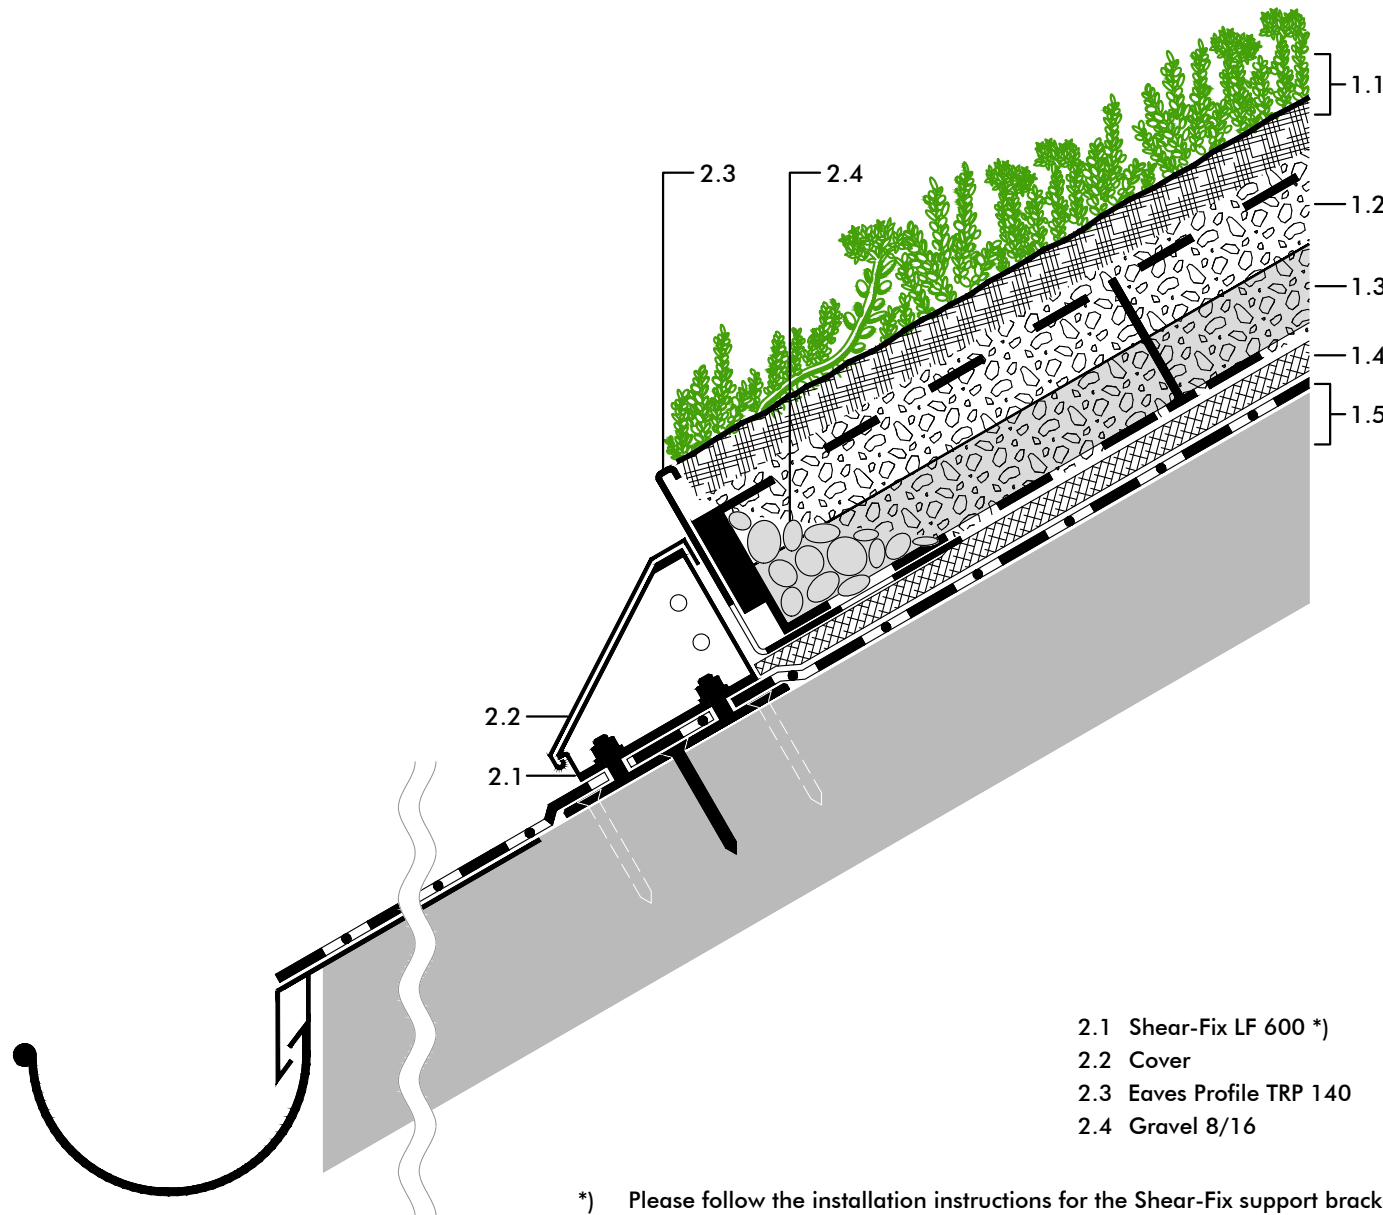 1.1
2.3
2.4
1.2
1.3
1.4
1.5
2.2
2.1
2.1 Shear-Fix LF 600 *)
2.2 Cover
2.3 Eaves Profile TRP 140
2.4 Gravel 8/16
*) Please follow the installation instructions for the Shear-Fix support brack